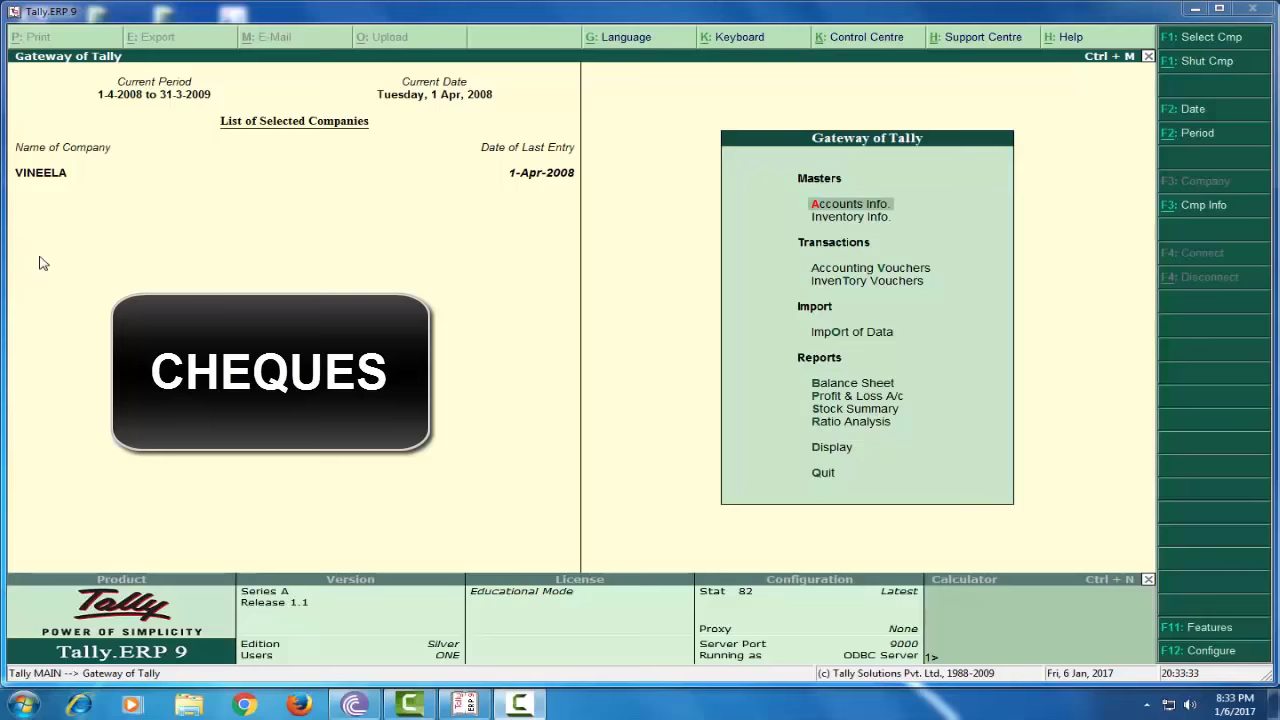 Tally.ERP 9
P: Print
E: Export
M: E-Mail
O: Upload
G: Language
K: Keyboard
K: Control Centre
H: Support Centre
H: Help
F1: Select Cmp
F1: Shut Cmp
F2: Date
F2: Period
F3: Company
F3: Cmp Info
F4: Connect
F4: Disconnect
F11: Features
F12: Configure
Gateway of Tally
Ctrl + M
Current Period
1-4-2008 to 31-3-2009
Current Date
Tuesday, 1 Apr, 2008
List of Selected Companies
Name of Company
Date of Last Entry
VINEELA
1-Apr-2008
CHEQUES
Gateway of Tally
Masters
Accounts Info.
Inventory Info.
Transactions
Accounting Vouchers
InvenTory Vouchers
Import
ImpOrt of Data
Reports
Balance Sheet
Profit & Loss A/c
Stock Summary
Ratio Analysis
Display
Quit
Product
Tally
POWER OF SIMPLICITY
Tally.ERP 9
Version
Series A
Release 1.1
Edition Silver
Users ONE
License
Educational Mode
Configuration
Stat 82 Latest
Proxy None
Server Port 9000
Running as ODBC Server
Calculator
Ctrl + N
1>
Tally MAIN --> Gateway of Tally
(c) Tally Solutions Pvt. Ltd., 1988-2009
Fri, 6 Jan, 2017
20:33:33
8:33 PM
1/6/2017